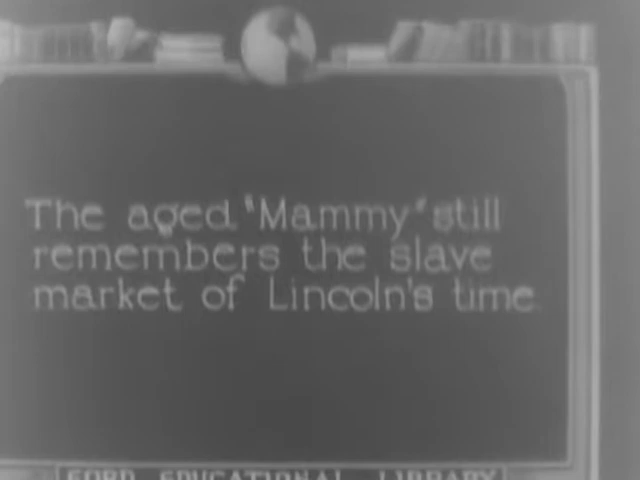 The aged "Mammy" still
remembers the slave
market of Lincoln's time
FORD EDUCATIONAL LIBRARY